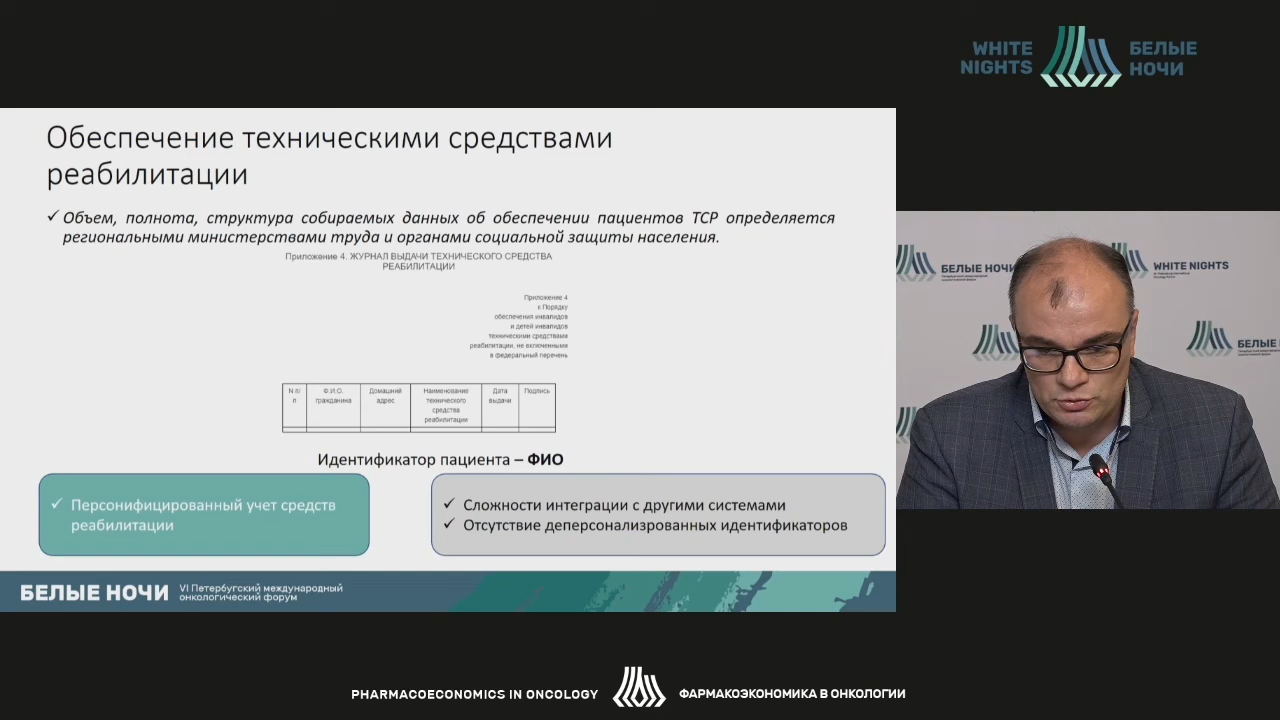 WHITE
NIGHTS
БЕЛЫЕ
НОЧИ
Обеспечение техническими средствами
реабилитации
✓ Объем, полнота, структура собираемых данных об обеспечении пациентов ТСР определяется
региональными министерствами труда и органами социальной защиты населения.
Приложение 4. ЖУРНАЛ ВЫДАЧИ ТЕХНИЧЕСКОГО СРЕДСТВА
РЕАБИЛИТАЦИИ
Приложение 4
к Порядку
обеспечения инвалидов
и детей инвалидов
техническими средствами
реабилитации, не включенными
в федеральный перечень
N п/п Ф.И.О. гражданина Домашний адрес Наименование технического средства реабилитации Дата выдачи Подпись
Идентификатор пациента – ФИО
✓ Персонифицированный учет средств
реабилитации
✓ Сложности интеграции с другими системами
✓ Отсутствие деперсонализрованных идентификаторов
БЕЛЫЕ НОЧИ
VI Петербугский международный
онкологический форум
БЕЛЫЕ НОЧИ
WHITE NIGHTS
БЕЛЫЕ
PHARMACOECONOMICS IN ONCOLOGY
ФАРМАКОЭКОНОМИКА В ОНКОЛОГИИ